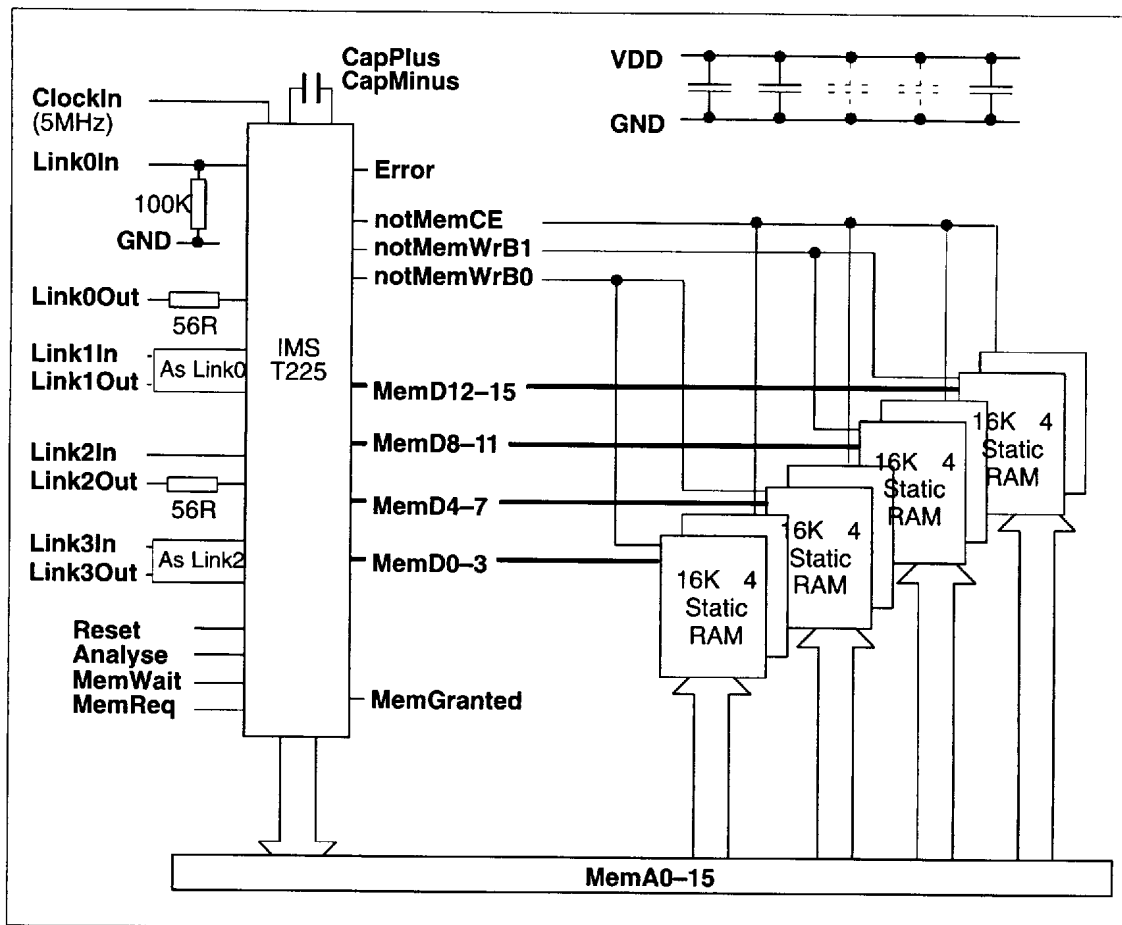 CapPlus
CapMinus
VDD
GND
ClockIn
(5MHz)
Link0In
100K
GND
Error
notMemCE
notMemWrB1
notMemWrB0
Link0Out
56R
Link1In
Link1Out
As Link0
IMS
T225
MemD12–15
MemD8–11
MemD4–7
MemD0–3
Link2In
Link2Out
56R
Link3In
Link3Out
As Link2
16K 4
Static
RAM
16K 4
Static
RAM
16K 4
Static
RAM
16K 4
Static
RAM
Reset
Analyse
MemWait
MemReq
MemGranted
MemA0–15